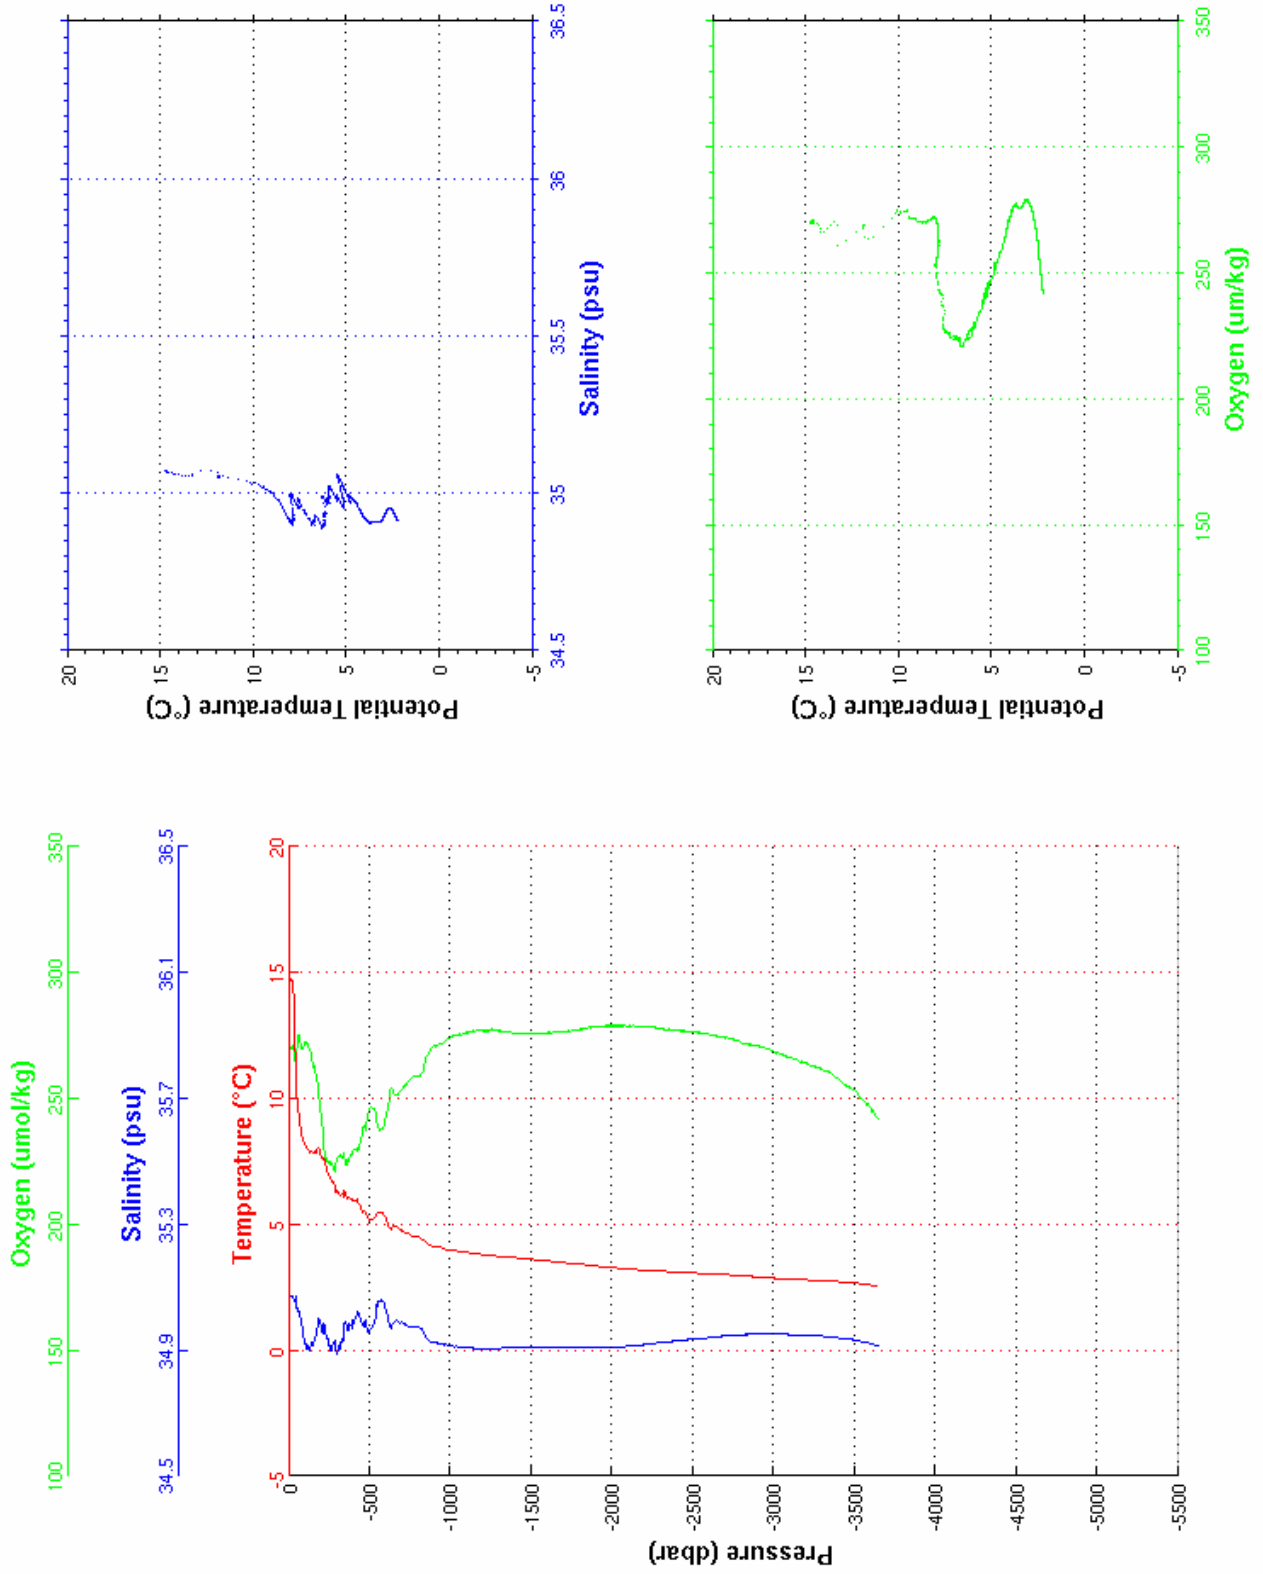 Oxygen (umol/kg)
100 150 200 250 300 350
Salinity (psu)
34.5 34.9 35.3 35.7 36.1 36.5
Temperature (°C)
-5 0 5 10 15 20
Pressure (dbar)
0
-500
-1000
-1500
-2000
-2500
-3000
-3500
-4000
-4500
-5000
-5500
Potential Temperature (°C)
20
15
10
5
0
-5
34.5 35 35.5 36 36.5
Salinity (psu)
Potential Temperature (°C)
20
15
10
5
0
-5
100 150 200 250 300 350
Oxygen (um/kg)